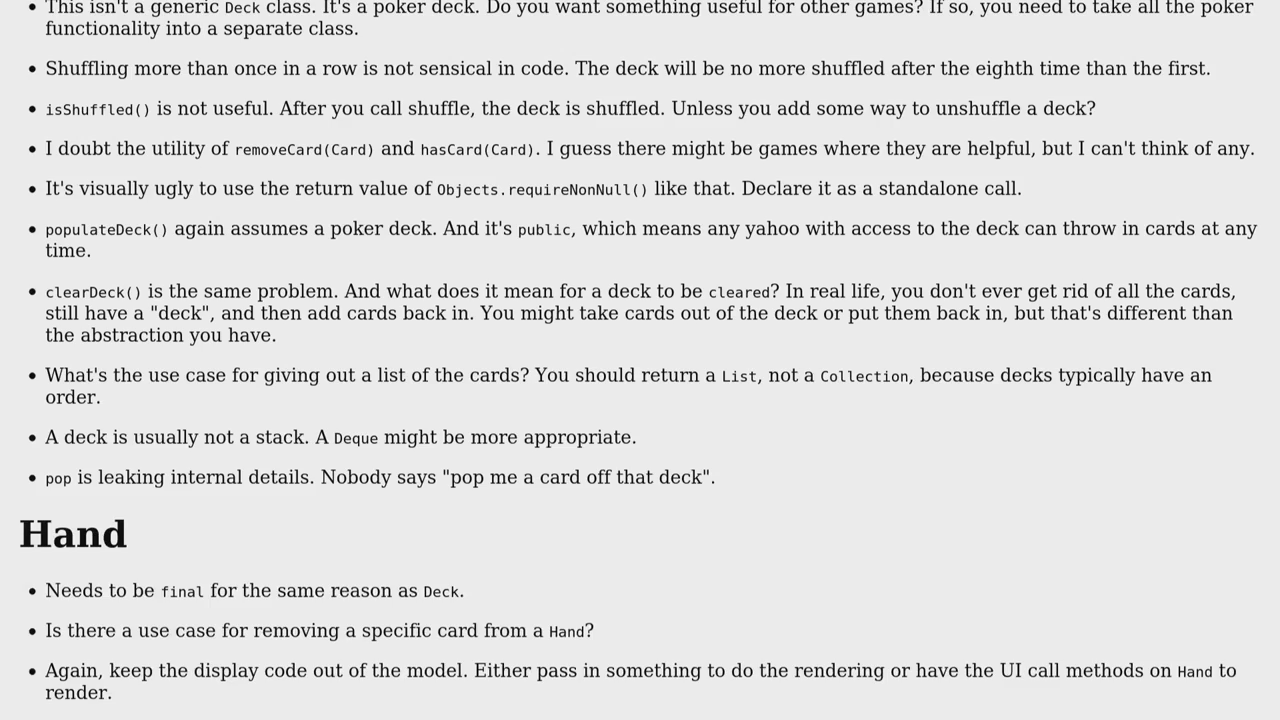 • This isn't a generic Deck class. It's a poker deck. Do you want something useful for other games? If so, you need to take all the poker
functionality into a separate class.
• Shuffling more than once in a row is not sensical in code. The deck will be no more shuffled after the eighth time than the first.
• isShuffled() is not useful. After you call shuffle, the deck is shuffled. Unless you add some way to unshuffle a deck?
• I doubt the utility of removeCard(Card) and hasCard(Card). I guess there might be games where they are helpful, but I can't think of any.
• It's visually ugly to use the return value of Objects.requireNonNull() like that. Declare it as a standalone call.
• populateDeck() again assumes a poker deck. And it's public, which means any yahoo with access to the deck can throw in cards at any
time.
• clearDeck() is the same problem. And what does it mean for a deck to be cleared? In real life, you don't ever get rid of all the cards,
still have a "deck", and then add cards back in. You might take cards out of the deck or put them back in, but that's different than
the abstraction you have.
• What's the use case for giving out a list of the cards? You should return a List, not a Collection, because decks typically have an
order.
• A deck is usually not a stack. A Deque might be more appropriate.
• pop is leaking internal details. Nobody says "pop me a card off that deck".
Hand
• Needs to be final for the same reason as Deck.
• Is there a use case for removing a specific card from a Hand?
• Again, keep the display code out of the model. Either pass in something to do the rendering or have the UI call methods on Hand to
render.